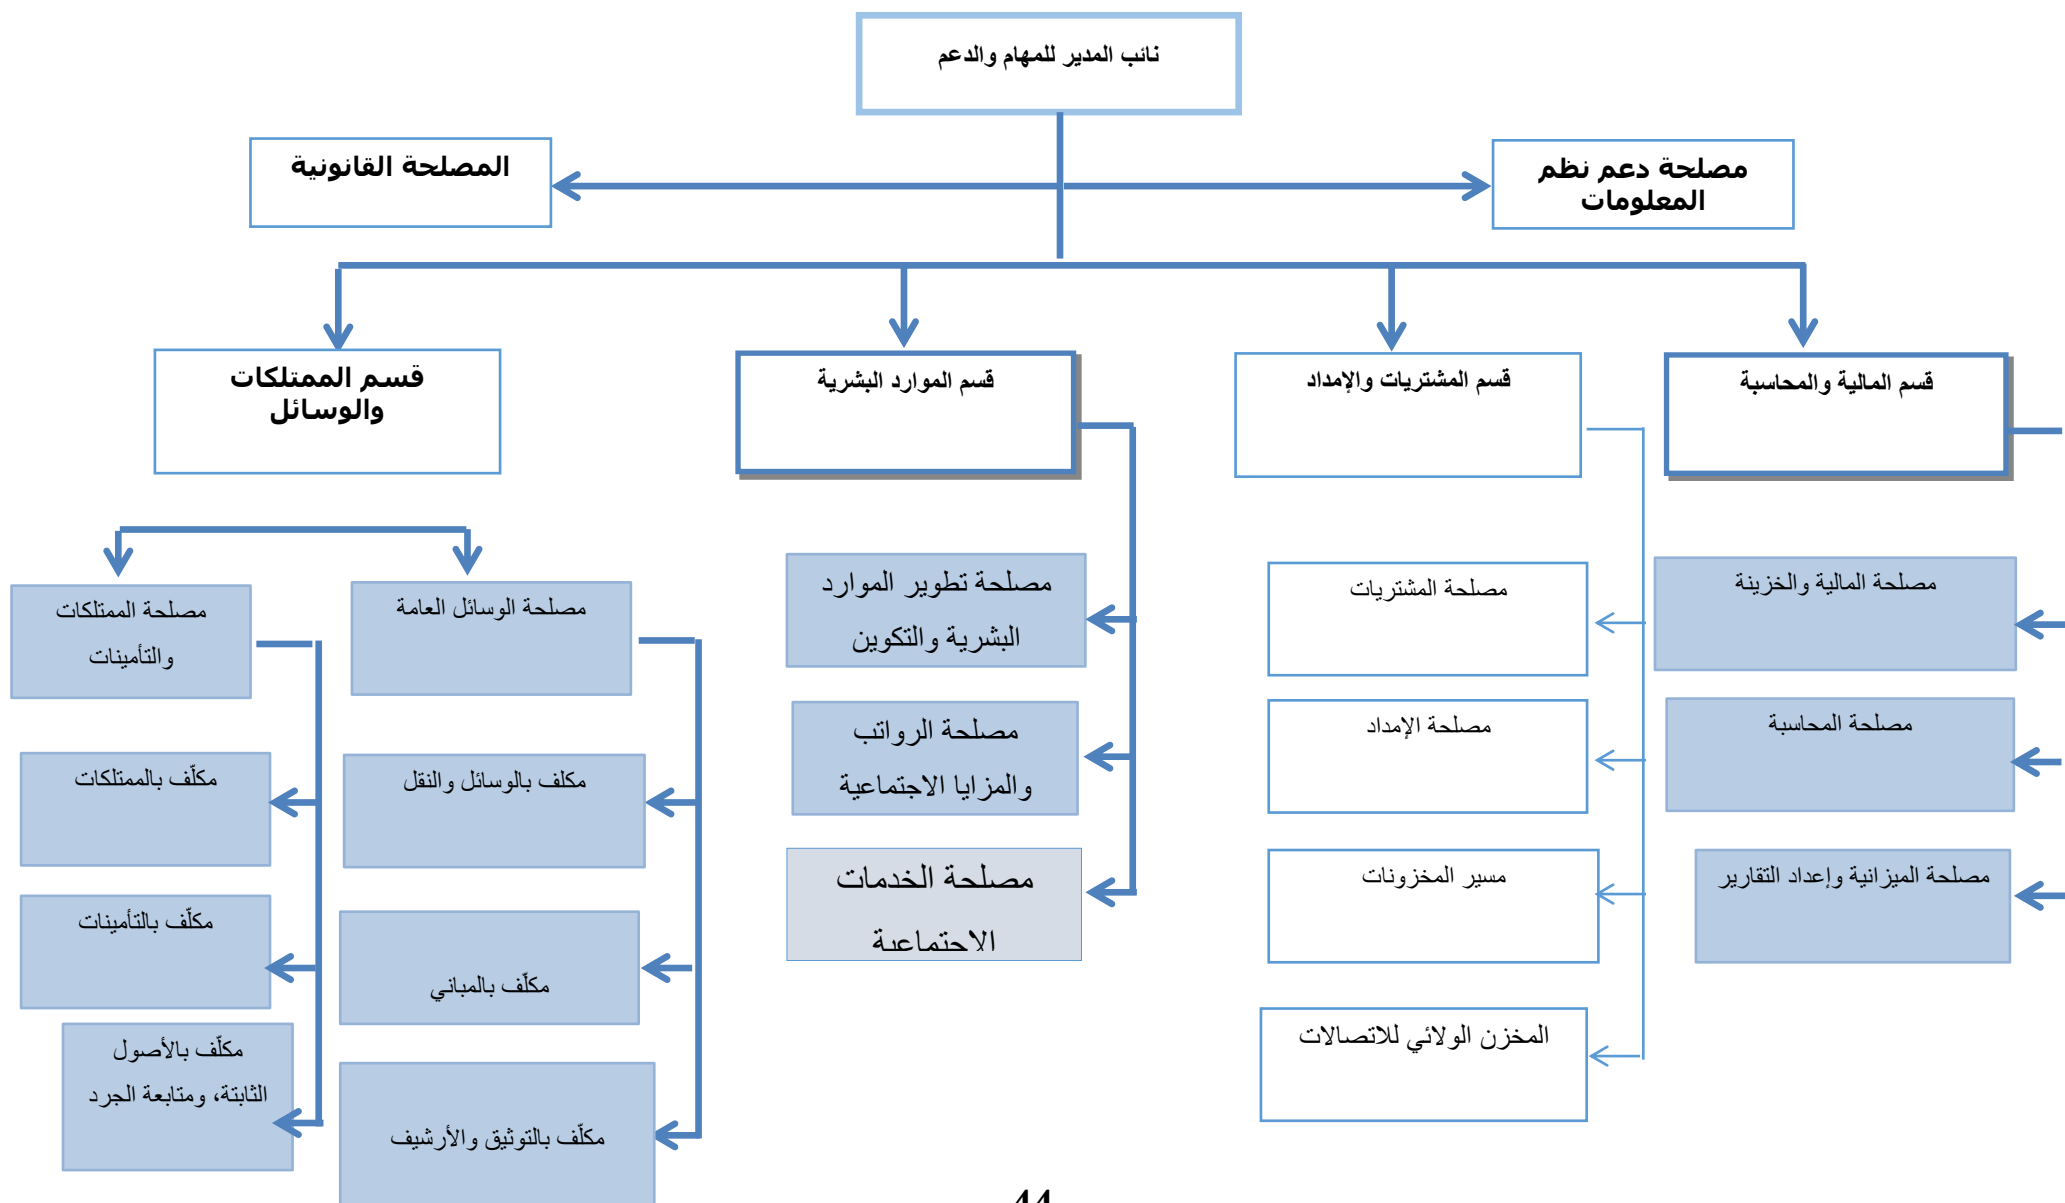 نائب المدير للمهام والدعم
مصلحة دعم نظم
المعلومات
المصلحة القانونية
قسم المالية والمحاسبة
قسم المشتريات والإمداد
قسم الموارد البشرية
قسم الممتلكات
والوسائل
مصلحة المالية والخزينة
مصلحة المحاسبة
مصلحة الميزانية وإعداد التقارير
مصلحة المشتريات
مصلحة الإمداد
مسير المخزونات
المخزن الولائي للاتصالات
مصلحة تطوير الموارد
البشرية والتكوين
مصلحة الرواتب
والمزايا الاجتماعية
مصلحة الخدمات
الاجتماعية
مصلحة الوسائل العامة
مكلف بالوسائل والنقل
مكلّف بالمباني
مكلّف بالتوثيق والأرشيف
مصلحة الممتلكات
والتأمينات
مكلّف بالممتلكات
مكلّف بالتأمينات
مكلّف بالأصول
الثابتة، ومتابعة الجرد
44